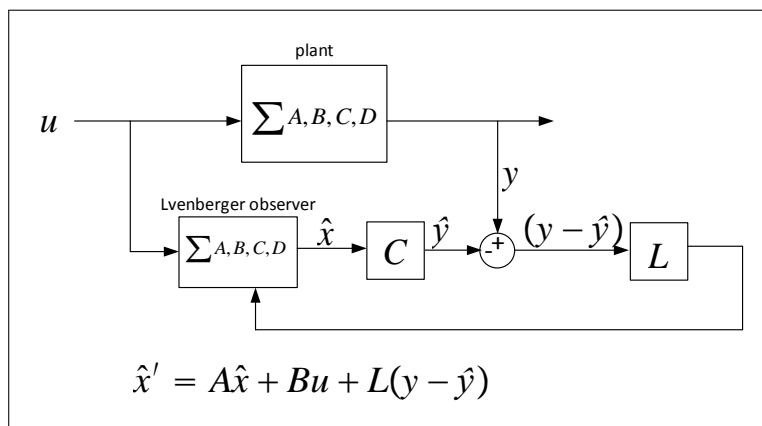 plant
u
∑ A, B, C, D
y
Lvenberger observer
∑ A, B, C, D
x̂
C
ŷ
- +
(y − ŷ)
L
x̂′ = Ax̂ + Bu + L(y − ŷ)